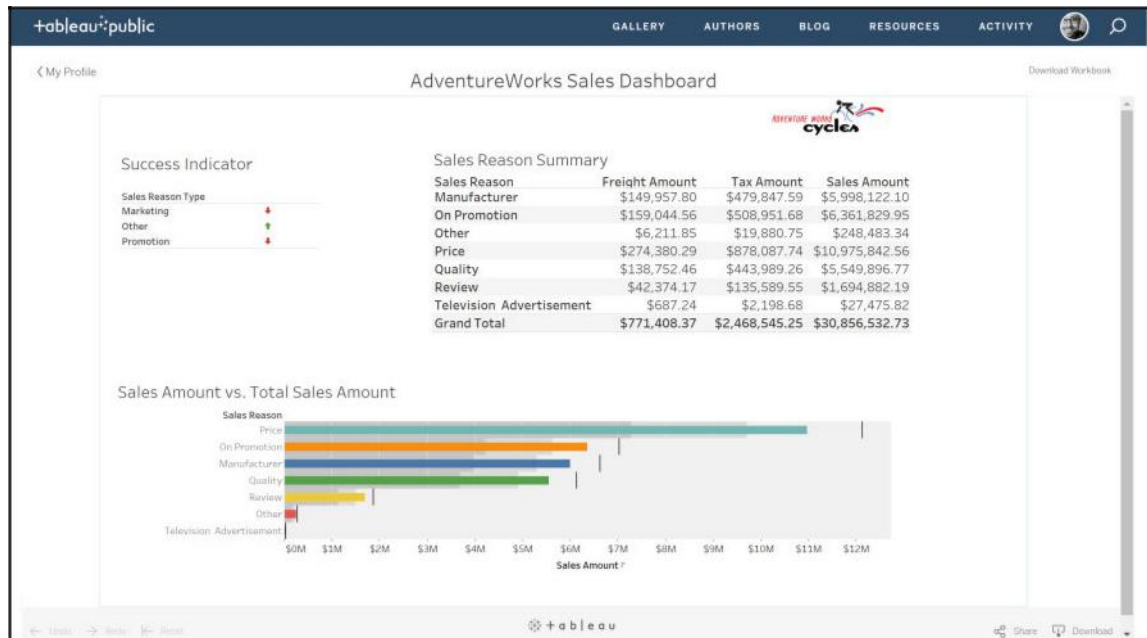 +ableau public
GALLERY AUTHORS BLOG RESOURCES ACTIVITY
My Profile
AdventureWorks Sales Dashboard
Download Workbook
ADVENTURE WORKS
cycles
Success Indicator
Sales Reason Type
Marketing
Other
Promotion
Sales Reason Summary
Sales Reason Freight Amount Tax Amount Sales Amount
Manufacturer $149,957.80 $479,847.59 $5,998,122.10
On Promotion $159,044.56 $508,951.68 $6,361,829.95
Other $6,211.85 $19,880.75 $248,483.34
Price $274,380.29 $878,087.74 $10,975,842.56
Quality $138,752.46 $443,989.26 $5,549,896.77
Review $42,374.17 $135,589.55 $1,694,882.19
Television Advertisement $687.24 $2,198.68 $27,475.82
Grand Total $771,408.37 $2,468,545.25 $30,856,532.73
Sales Amount vs. Total Sales Amount
Sales Reason
Price
On Promotion
Manufacturer
Quality
Review
Other
Television Advertisement
$0M $1M $2M $3M $4M $5M $6M $7M $8M $9M $10M $11M $12M
Sales Amount
Undo Redo Reset
+ableau
Share Download